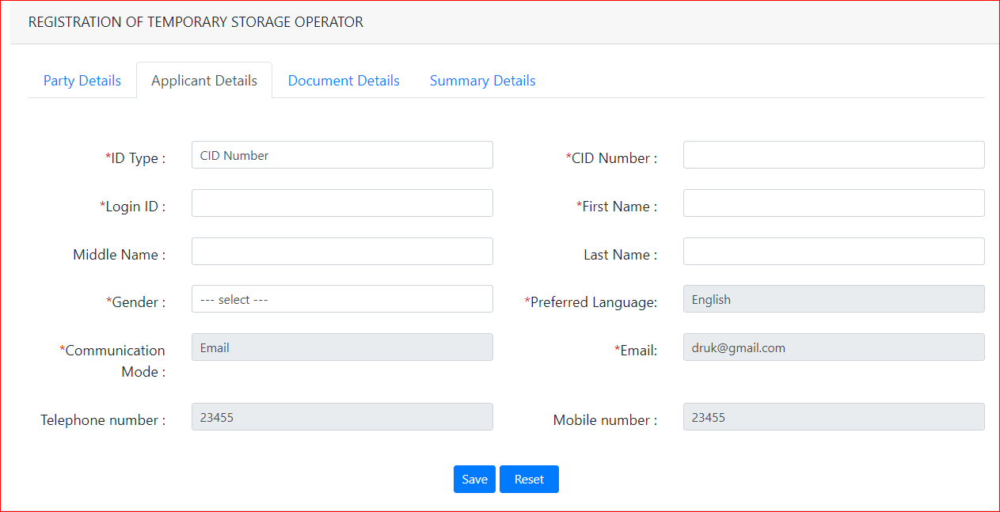 REGISTRATION OF TEMPORARY STORAGE OPERATOR
Party Details Applicant Details Document Details Summary Details
*ID Type : CID Number *CID Number :
*Login ID : *First Name :
Middle Name : Last Name :
*Gender : --- select --- *Preferred Language: English
*Communication Mode : Email *Email: druk@gmail.com
Telephone number : 23455 Mobile number : 23455
Save Reset